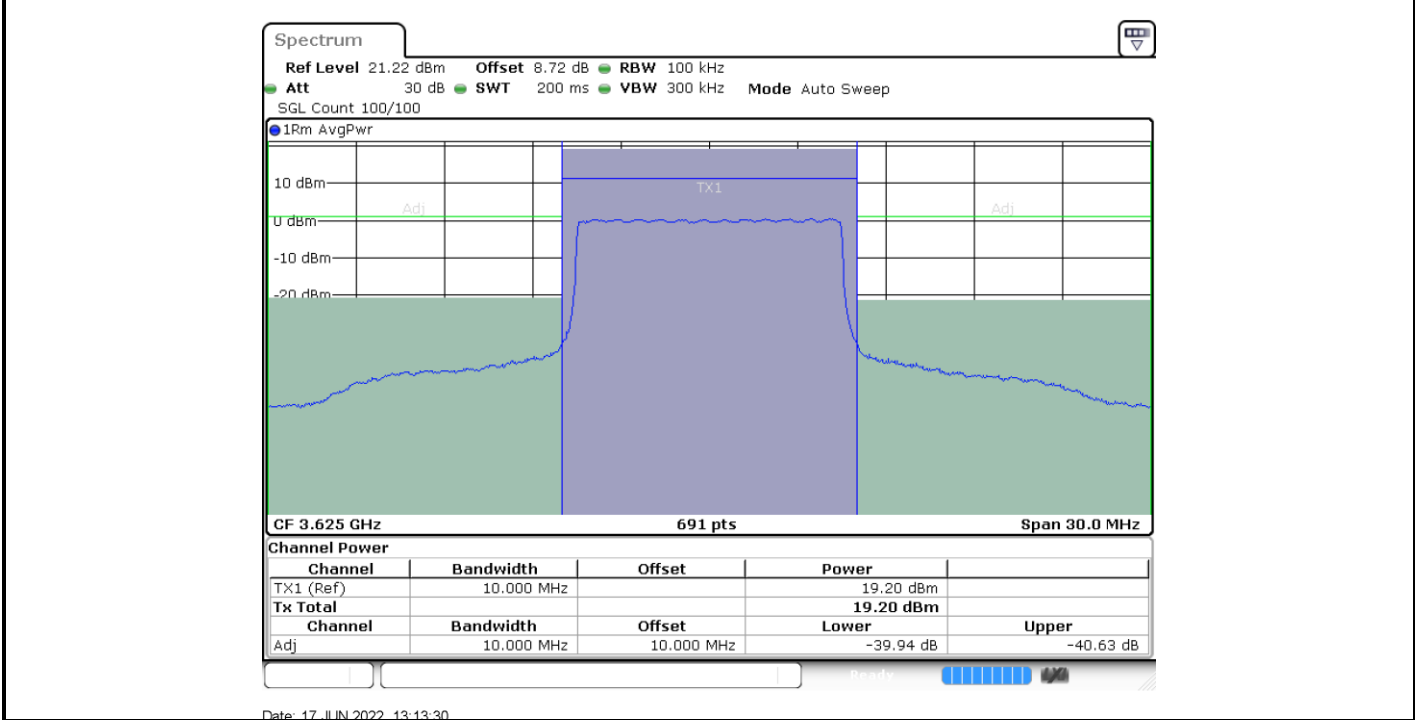 Spectrum
Ref Level 21.22 dBm Offset 8.72 dB RBW 100 kHz
Att 30 dB SWT 200 ms VBW 300 kHz Mode Auto Sweep
SGL Count 100/100
1Rm AvgPwr
10 dBm
TX1
Adj Adj
0 dBm
-10 dBm
-20 dBm
CF 3.625 GHz 691 pts Span 30.0 MHz
Channel Power
Channel Bandwidth Offset Power
TX1 (Ref) 10.000 MHz 19.20 dBm
Tx Total 19.20 dBm
Channel Bandwidth Offset Lower Upper
Adj 10.000 MHz 10.000 MHz -39.94 dB -40.63 dB
Ready
Date: 17.JUN.2022 13:13:30